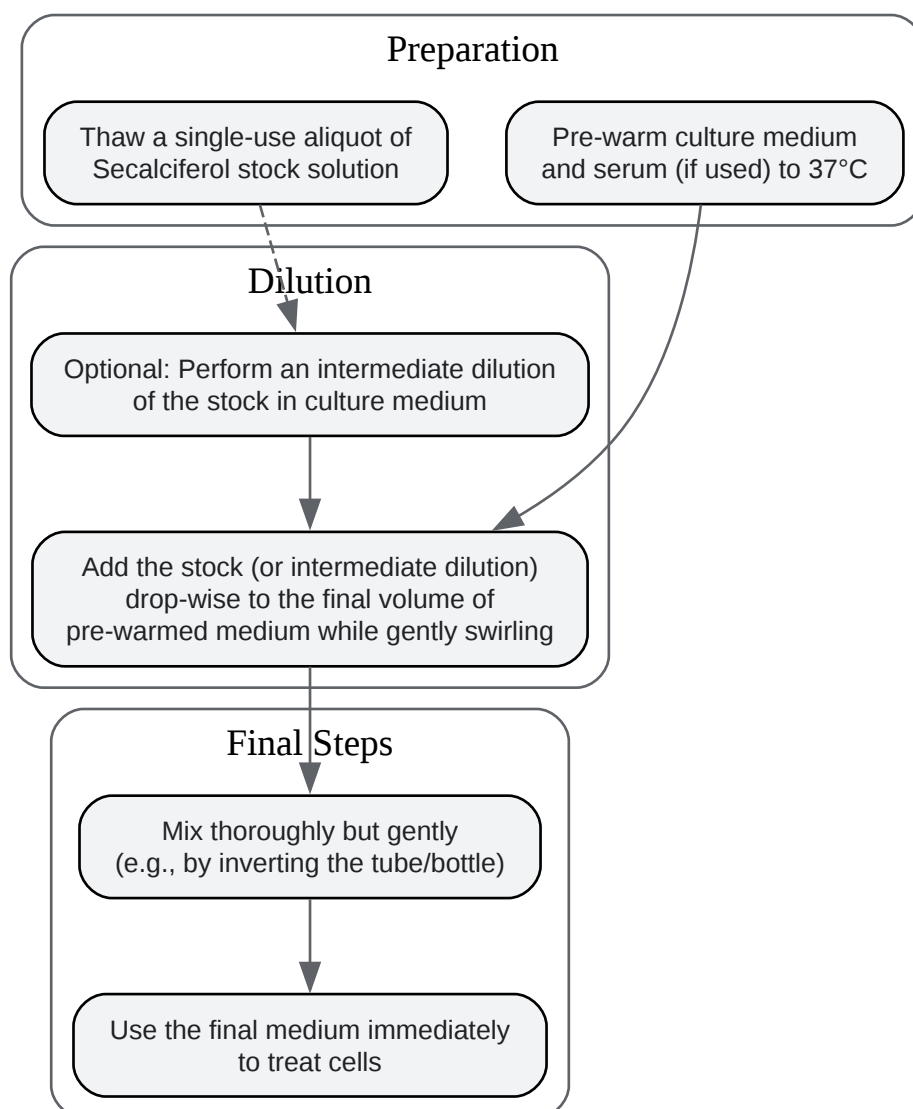 Preparation
Thaw a single-use aliquot of
Secalciferol stock solution
Pre-warm culture medium
and serum (if used) to 37°C
Dilution
Optional: Perform an intermediate dilution
of the stock in culture medium
Add the stock (or intermediate dilution)
drop-wise to the final volume of
pre-warmed medium while gently swirling
Final Steps
Mix thoroughly but gently
(e.g., by inverting the tube/bottle)
Use the final medium immediately
to treat cells